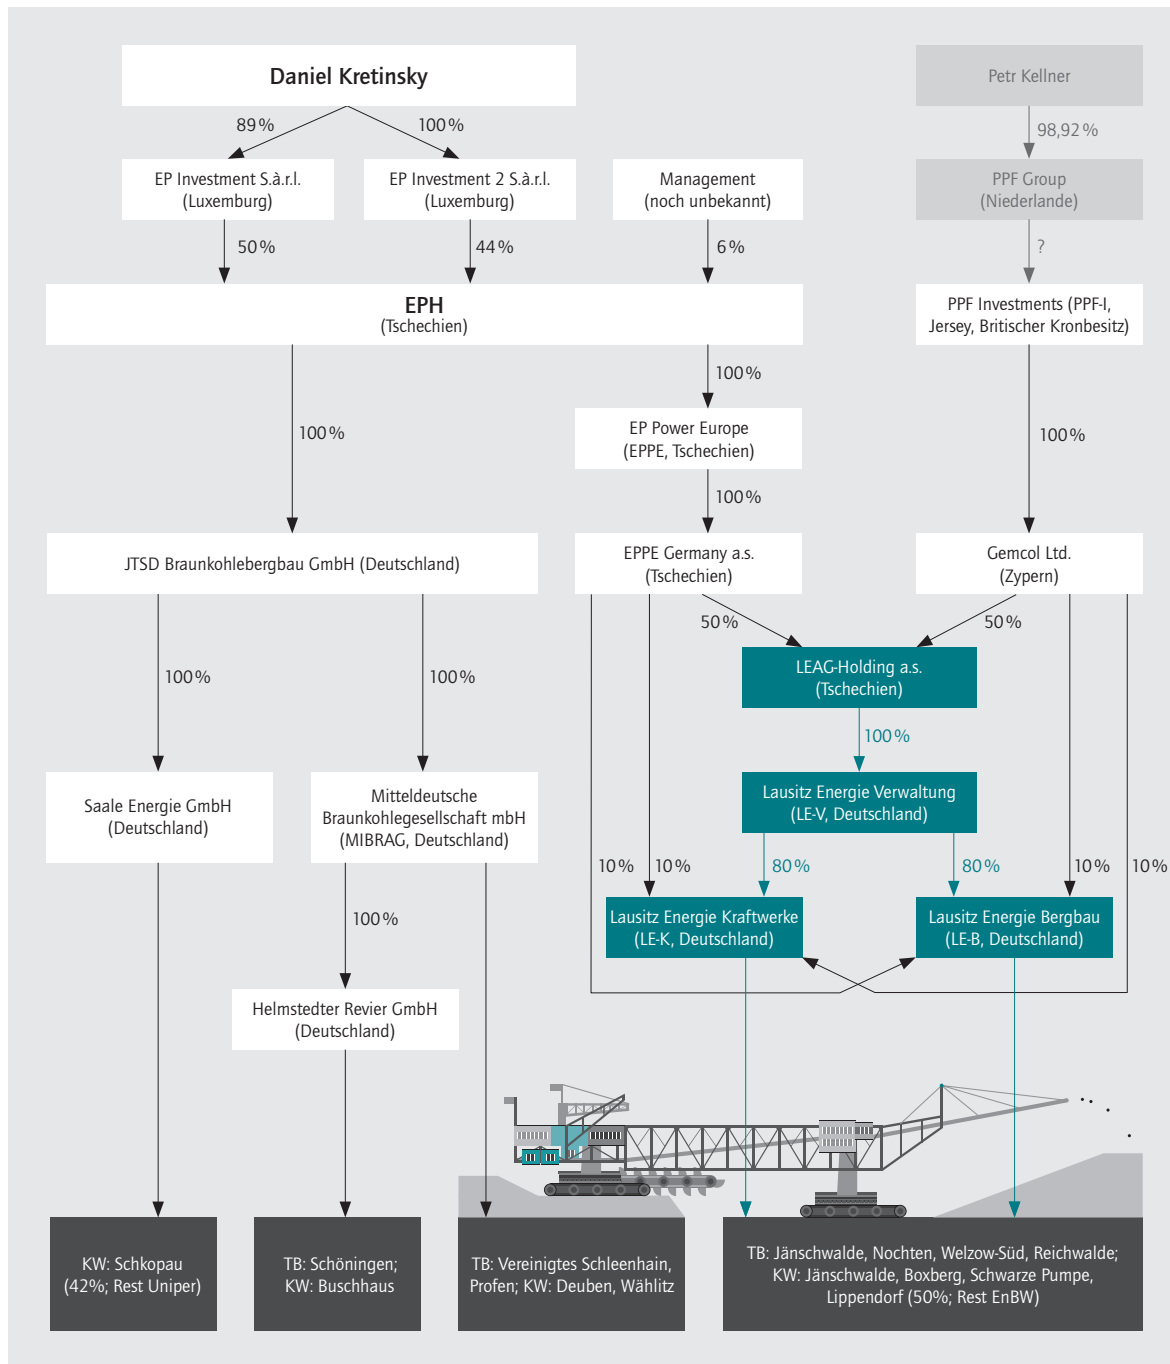 Daniel Kretinsky
Petr Kellner
89 %
100 %
98,92 %
EP Investment S.à.r.l.
(Luxemburg)
EP Investment 2 S.à.r.l.
(Luxemburg)
Management
(noch unbekannt)
PPF Group
(Niederlande)
50 %
44 %
6 %
?
EPH
(Tschechien)
PPF Investments (PPF-I,
Jersey, Britischer Kronbesitz)
100 %
100 %
EP Power Europe
(EPPE, Tschechien)
100 %
100 %
JTSD Braunkohlebergbau GmbH (Deutschland)
EPPE Germany a.s.
(Tschechien)
Gemcol Ltd.
(Zypern)
50 %
50 %
100 %
100 %
LEAG-Holding a.s.
(Tschechien)
100 %
Saale Energie GmbH
(Deutschland)
Mitteldeutsche
Braunkohlegesellschaft mbH
(MIBRAG, Deutschland)
Lausitz Energie Verwaltung
(LE-V, Deutschland)
10 %
10 %
80 %
80 %
10 %
10 %
100 %
Lausitz Energie Kraftwerke
(LE-K, Deutschland)
Lausitz Energie Bergbau
(LE-B, Deutschland)
Helmstedter Revier GmbH
(Deutschland)
KW: Schkopau
(42%; Rest Uniper)
TB: Schöningen;
KW: Buschhaus
TB: Vereinigtes Schleenhain,
Profen; KW: Deuben, Wählitz
TB: Jänschwalde, Nochten, Welzow-Süd, Reichwalde;
KW: Jänschwalde, Boxberg, Schwarze Pumpe,
Lippendorf (50%; Rest EnBW)